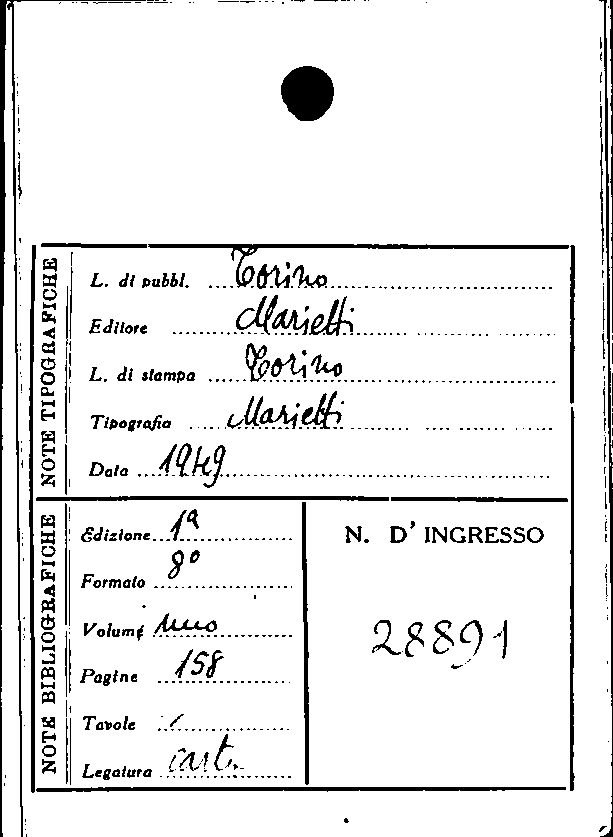 NOTE TIPOGRAFICHE
L. di pubbl. Torino
Editore Marietti
L. di stampa Torino
Tipografia Marietti
Data 1949
NOTE BIBLIOGRAFICHE
Edizione 1ª
Formato 8º
Volume uno
Pagine 158
Tavole /
Legatura cart.
N. D' INGRESSO
28891